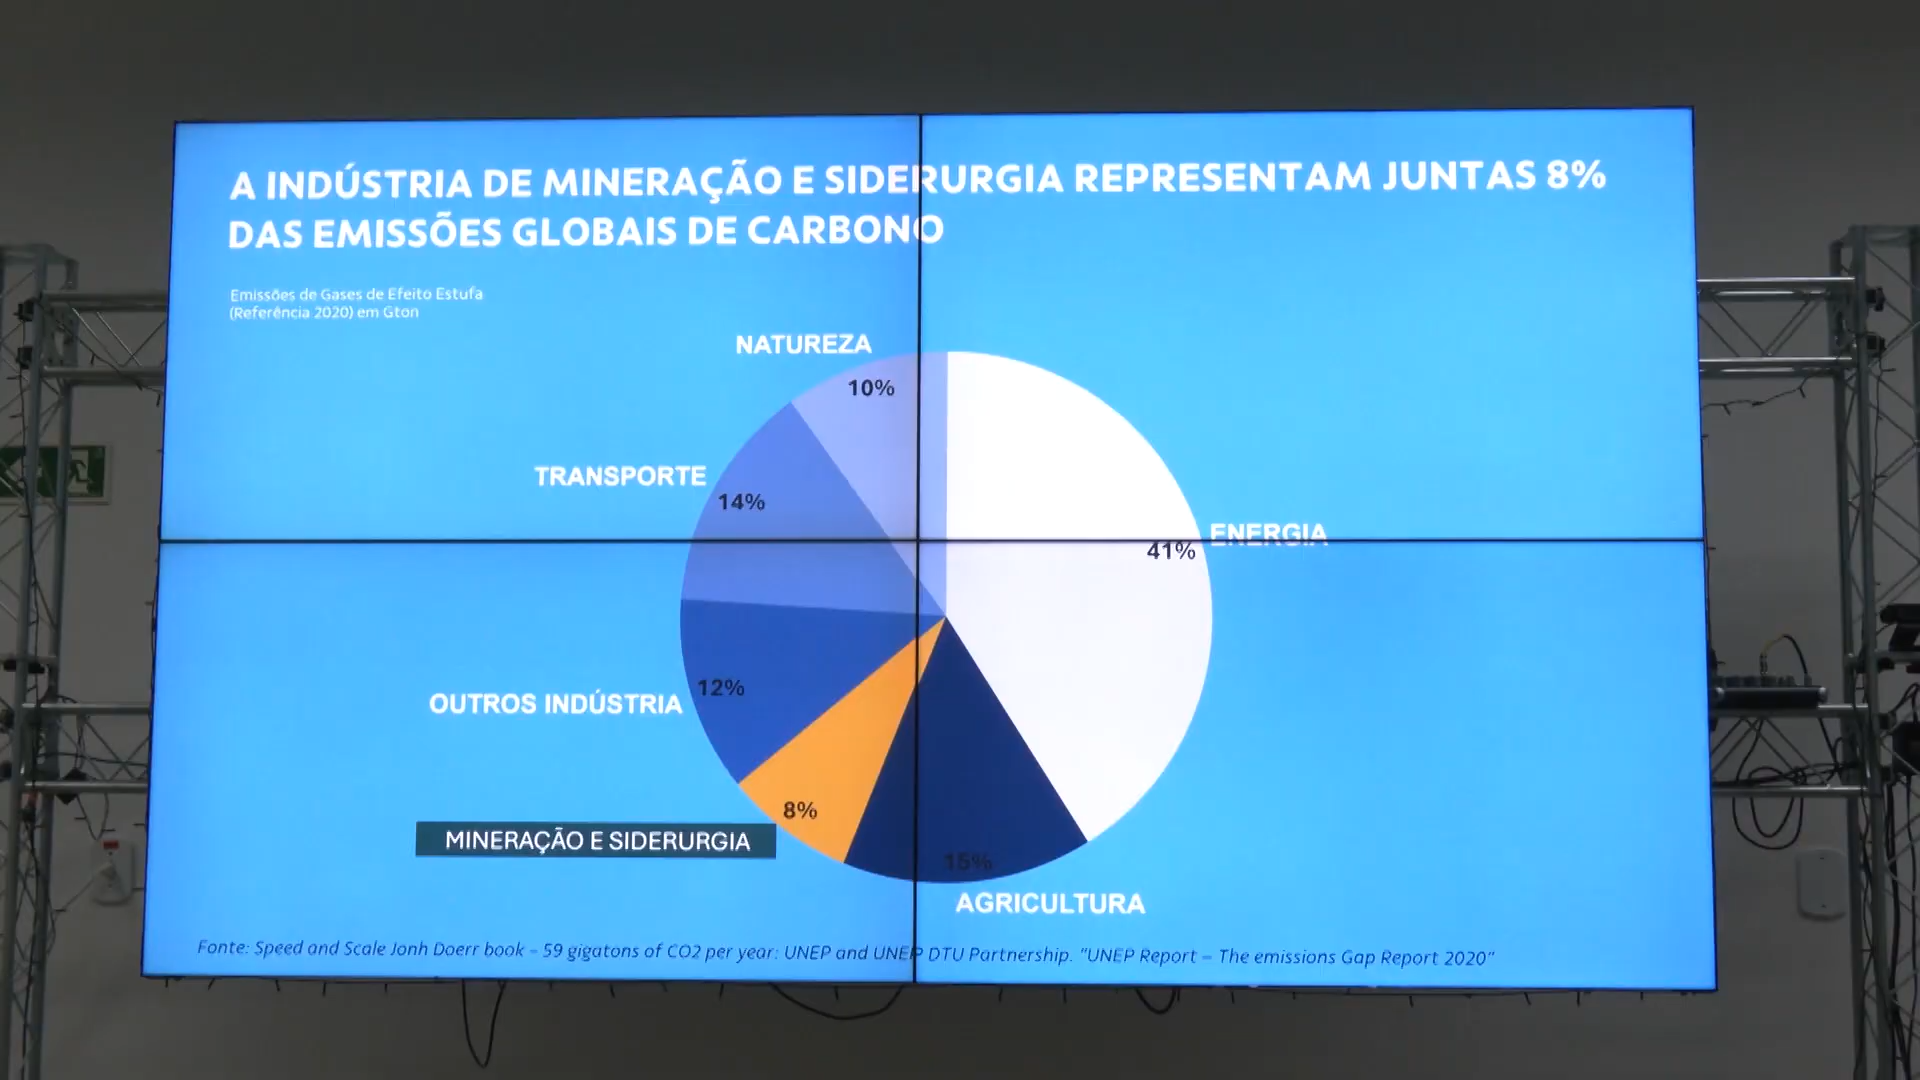 A INDÚSTRIA DE MINERAÇÃO E SIDERURGIA REPRESENTAM JUNTAS 8%
DAS EMISSÕES GLOBAIS DE CARBONO
Emissões de Gases de Efeito Estufa
(Referência 2020) em Gton
NATUREZA
10%
TRANSPORTE
14%
ENERGIA
41%
OUTROS INDÚSTRIA
12%
8%
MINERAÇÃO E SIDERURGIA
15%
AGRICULTURA
Fonte: Speed and Scale Jonh Doerr book – 59 gigatons of CO2 per year: UNEP and UNEP DTU Partnership. "UNEP Report – The emissions Gap Report 2020"